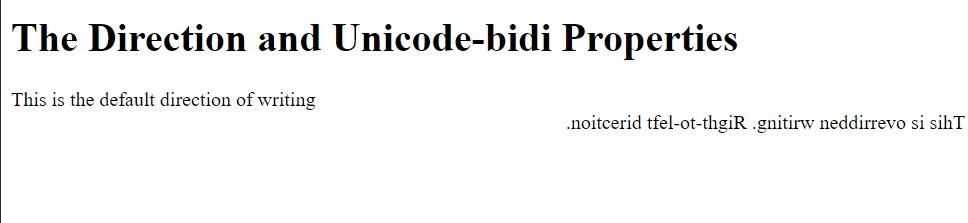 The Direction and Unicode-bidi Properties
This is the default direction of writing
.noitcerid tfel-ot-thgiR .gnitirw neddirrevo si sihT